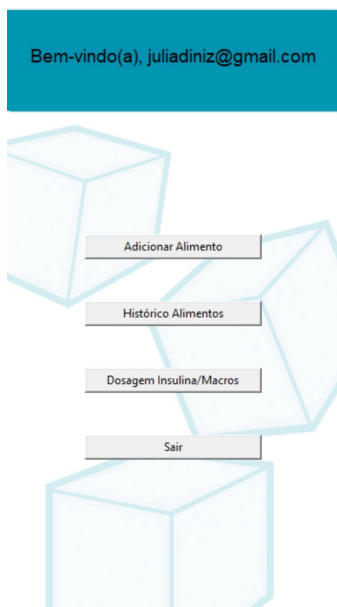 Bem-vindo(a), juliadiniz@gmail.com
Adicionar Alimento
Histórico Alimentos
Dosagem Insulina/Macros
Sair